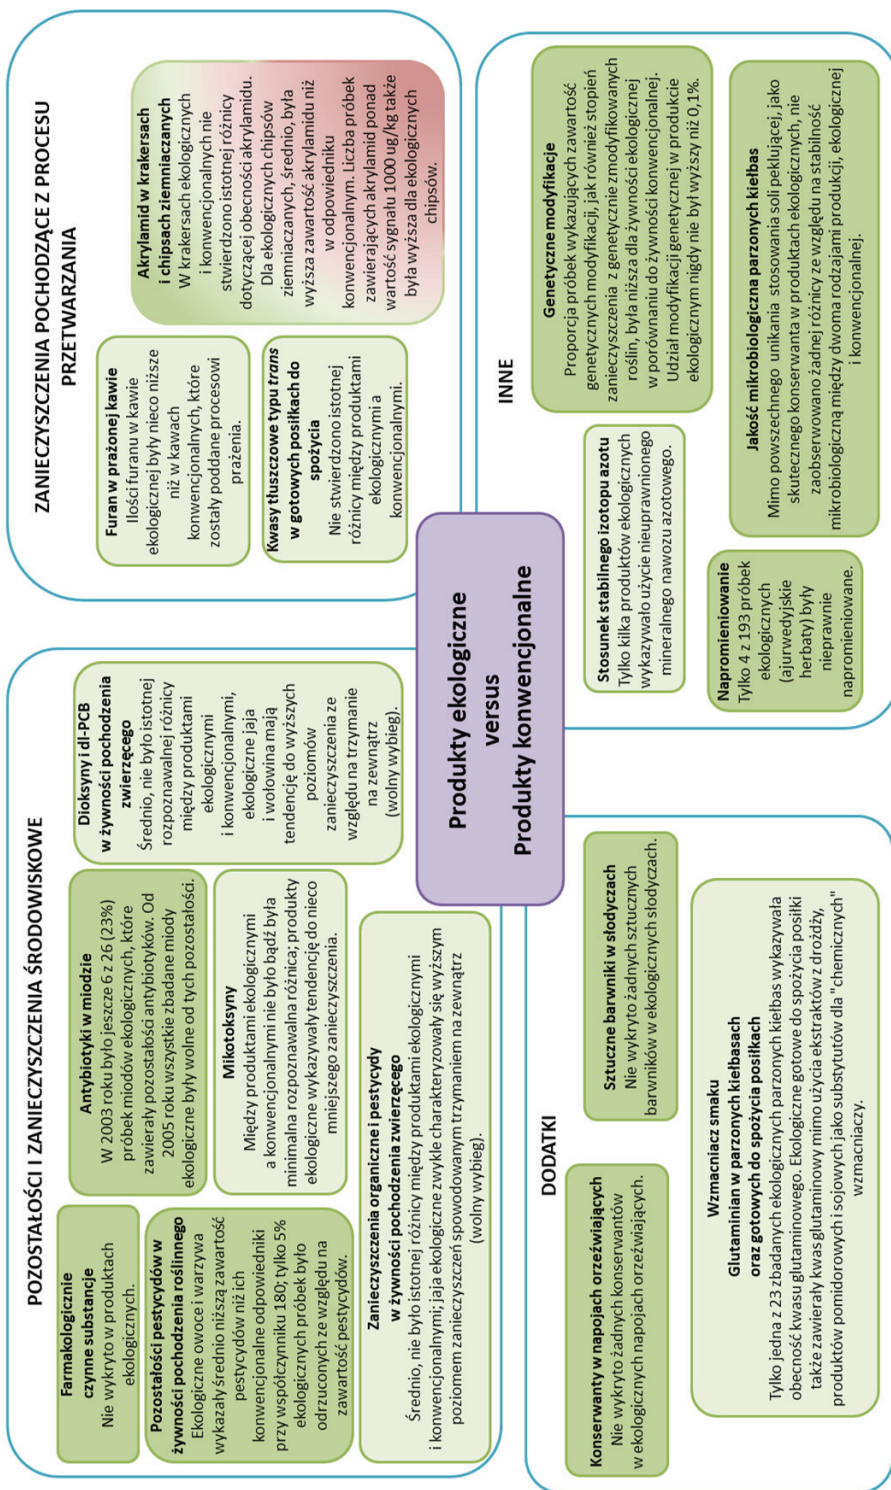 POZOSTAŁOŚCI I ZANIECZYSZCZENIA ŚRODOWISKOWE
Farmakologicznie
czynne substancje
Nie wykryto w produktach
ekologicznych.
Antybiotyki w miodzie
W 2003 roku było jeszcze 6 z 26 (23%)
próbek miodów ekologicznych, które
zawierały pozostałości antybiotyków. Od
2005 roku wszystkie zbadane miody
ekologiczne były wolne od tych pozostałości.
Dioksyny i dl-PCB
w żywności pochodzenia
zwierzęcego
Średnio, nie było istotnej
rozpoznawalnej różnicy
między produktami
ekologicznymi
i konwencjonalnymi,
ekologiczne jaja
i wołowina mają
tendencję do wyższych
poziomów
zanieczyszczenia ze
względu na trzymanie
na zewnątrz
(wolny wybieg).
Pozostałości pestycydów w
żywności pochodzenia roślinnego
Ekologiczne owoce i warzywa
wykazały średnio niższą zawartość
pestycydów niż ich
konwencjonalne odpowiedniki
przy współczynniku 180; tylko 5%
ekologicznych próbek było
odrzuconych ze względu na
zawartość pestycydów.
Mikotoksyny
Między produktami ekologicznymi
a konwencjonalnymi nie było bądź była
minimalna rozpoznawalna różnica; produkty
ekologiczne wykazywały tendencję do nieco
mniejszego zanieczyszczenia.
Zanieczyszczenia organiczne i pestycydy
w żywności pochodzenia zwierzęcego
Średnio, nie było istotnej różnicy między produktami ekologicznymi
i konwencjonalnymi; jaja ekologiczne zwykle charakteryzowały się wyższym
poziomem zanieczyszczeń spowodowanym trzymaniem na zewnątrz
(wolny wybieg).
ZANIECZYSZCZENIA POCHODZĄCE Z PROCESU
PRZETWARZANIA
Furan w prażonej kawie
Ilości furanu w kawie
ekologicznej były nieco niższe
niż w kawach
konwencjonalnych, które
zostały poddane procesowi
prażenia.
Akrylamid w krakersach
i chipsach ziemniaczanych
W krakersach ekologicznych
i konwencjonalnych nie
stwierdzono istotnej różnicy
dotyczącej obecności akrylamidu.
Dla ekologicznych chipsów
ziemniaczanych, średnio, była
wyższa zawartość akrylamidu niż
w odpowiedniku
konwencjonalnym. Liczba próbek
zawierających akrylamid ponad
wartość sygnału 1000 ug/kg także
była wyższa dla ekologicznych
chipsów.
Kwasy tłuszczowe typu trans
w gotowych posiłkach do
spożycia
Nie stwierdzono istotnej
różnicy między produktami
ekologicznymi a
konwencjonalnymi.
Produkty ekologiczne
versus
Produkty konwencjonalne
DODATKI
Konserwanty w napojach orzeźwiających
Nie wykryto żadnych konserwantów
w ekologicznych napojach orzeźwiających.
Sztuczne barwniki w słodyczach
Nie wykryto żadnych sztucznych
barwników w ekologicznych słodyczach.
Wzmacniacz smaku
Glutaminian w parzonych kiełbasach
oraz gotowych do spożycia posiłkach
Tylko jedna z 23 zbadanych ekologicznych parzonych kiełbas wykazywała
obecność kwasu glutaminowego. Ekologiczne gotowe do spożycia posiłki
także zawierały kwas glutaminowy mimo użycia ekstraktów z drożdży,
produktów pomidorowych i sojowych jako substytutów dla "chemicznych"
wzmacniaczy.
INNE
Stosunek stabilnego izotopu azotu
Tylko kilka produktów ekologicznych
wykazywało użycie nieuprawnionego
mineralnego nawozu azotowego.
Genetyczne modyfikacje
Proporcja próbek wykazujących zawartość
genetycznych modyfikacji, jak również stopień
zanieczyszczenia z genetycznie zmodyfikowanych
roślin, była niższa dla żywności ekologicznej
w porównaniu do żywności konwencjonalnej.
Udział modyfikacji genetycznej w produkcie
ekologicznym nigdy nie był wyższy niż 0,1%.
Napromieniowanie
Tylko 4 z 193 próbek
ekologicznych
(ajurwedyjskie
herbaty) były
nieprawnie
napromieniowane.
Jakość mikrobiologiczna parzonych kiełbas
Mimo powszechnego unikania stosowania soli peklującej, jako
skutecznego konserwanta w produktach ekologicznych, nie
zaobserwowano żadnej różnicy ze względu na stabilność
mikrobiologiczną między dwoma rodzajami produkcji, ekologicznej
i konwencjonalnej.